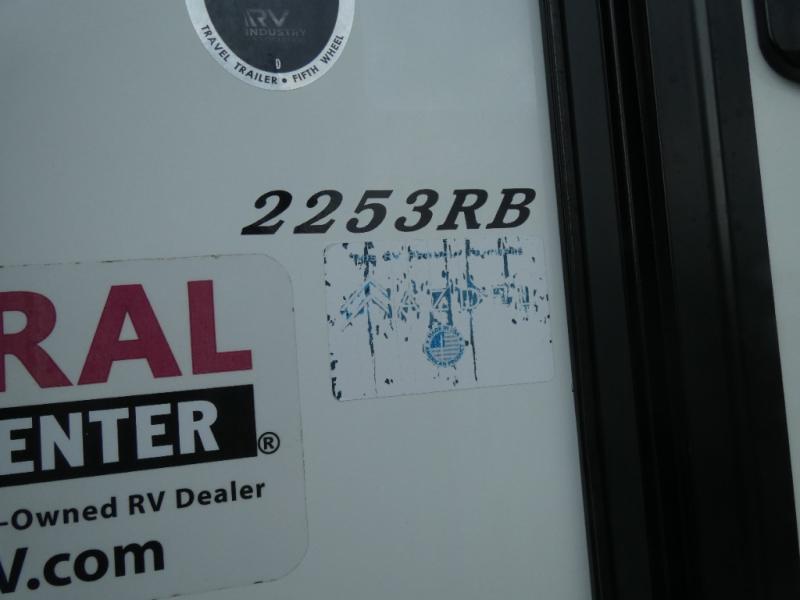 RV
INDUSTRY
TRAVEL TRAILER • FIFTH WHEEL
2253RB
RAL
ENTER®
-Owned RV Dealer
V.com